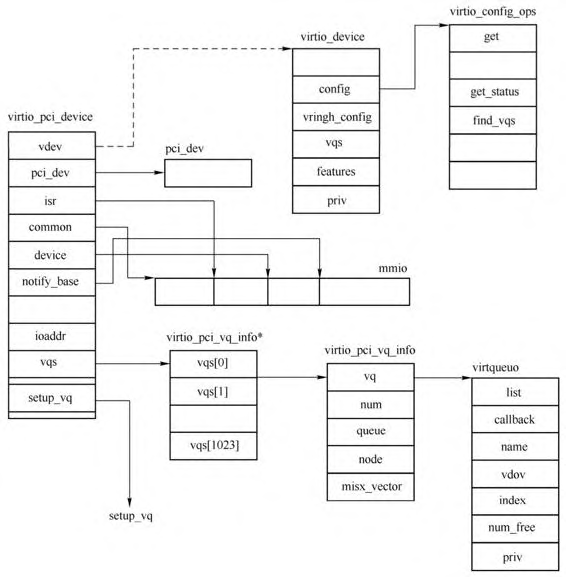 virtio_config_ops
get
get_status
find_vqs
virtio_device
config
vringh_config
vqs
features
priv
virtio_pci_device
vdev
pci_dev
isr
common
device
notify_base
ioaddr
vqs
setup_vq
pci_dev
mmio
virtio_pci_vq_info*
vqs[0]
vqs[1]
vqs[1023]
virtio_pci_vq_info
vq
num
queue
node
misx_vector
virtqueuo
list
callback
name
vdov
index
num_free
priv
setup_vq